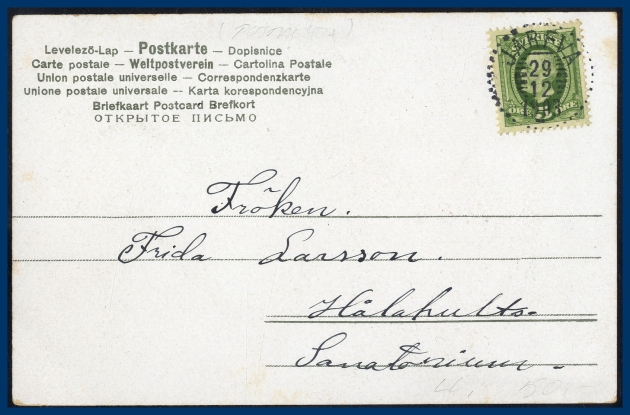 Levelező-Lap — Postkarte — Dopisnice
Carte postale — Weltpostverein — Cartolina Postale
Union postale universelle — Correspondenzkarte
Unione postale universale — Karta korespondencyjna
Briefkaart Postcard Brefkort
ОТКРЫТОЕ ПИСЬМО
29
12
Fröken.
Frida Larsson.
Hålahults-
Sanatorium.